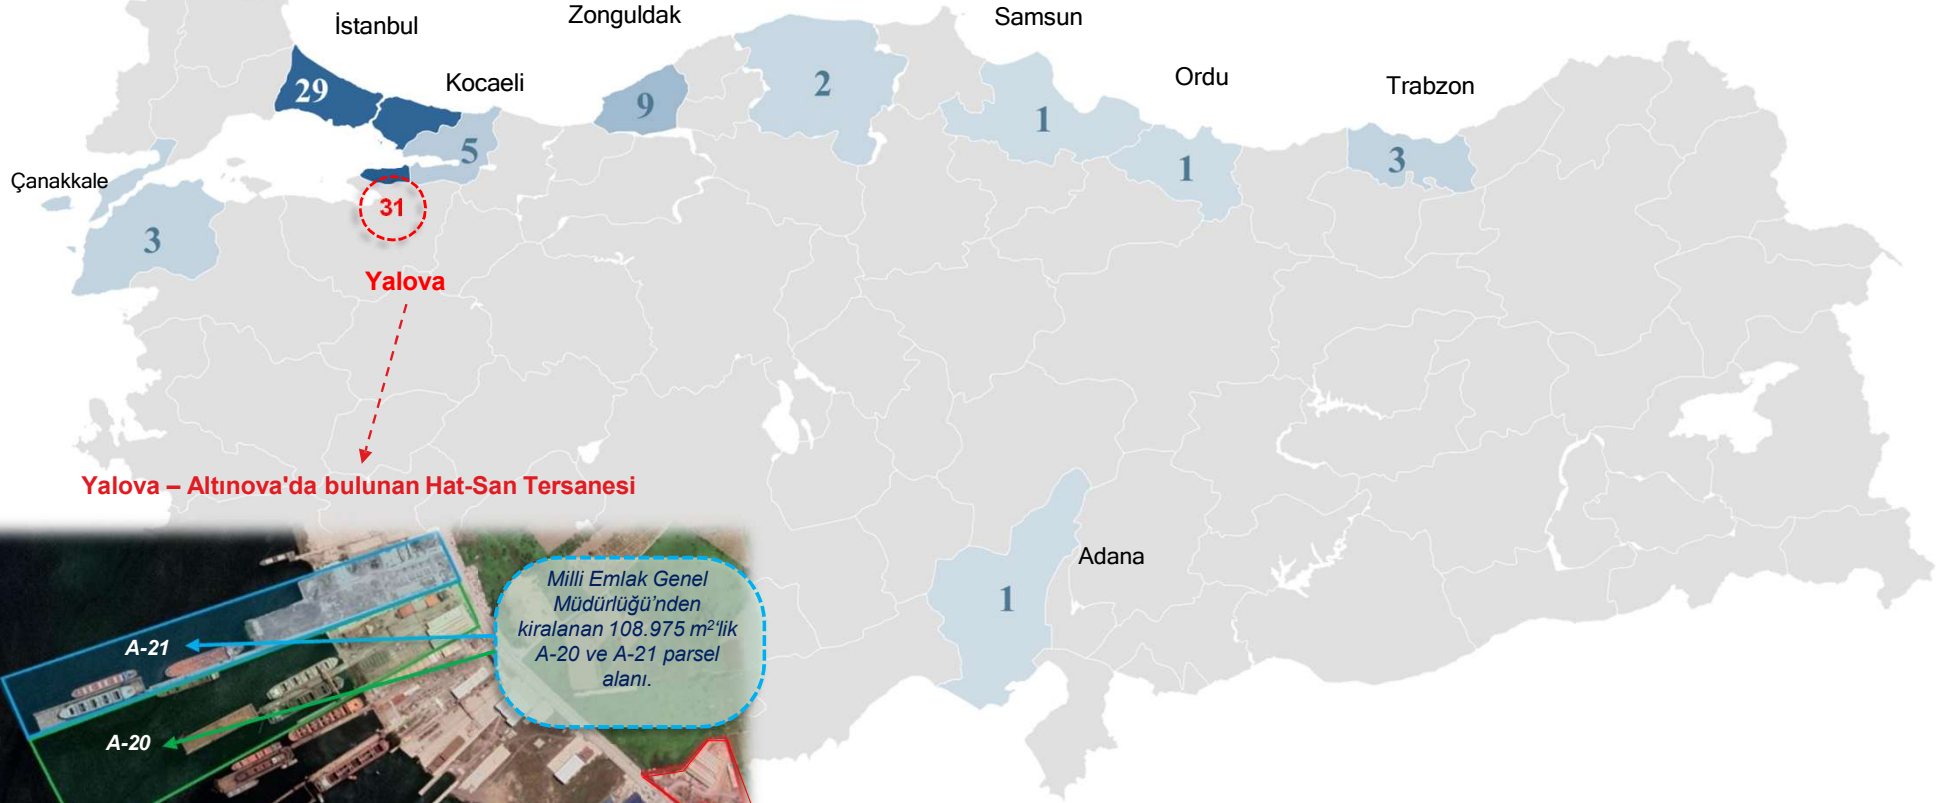 İstanbul
Zonguldak
Samsun
Kocaeli
Ordu
Trabzon
29
9
2
1
5
1
3
Çanakkale
3
31
Yalova
Yalova – Altınova'da bulunan Hat-San Tersanesi
Adana
1
Milli Emlak Genel
Müdürlüğü’nden
kiralanan 108.975 m²‘lik
A-20 ve A-21 parsel
alanı.
A-21
A-20